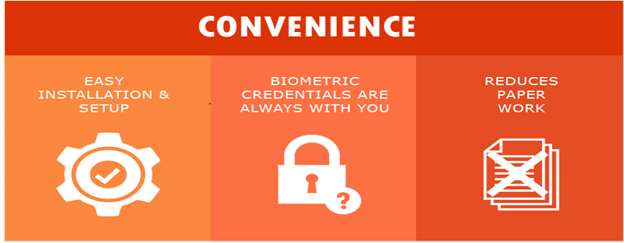 CONVENIENCE
EASY
INSTALLATION &
SETUP
BIOMETRIC
CREDENTIALS ARE
ALWAYS WITH YOU
?
REDUCES
PAPER
WORK